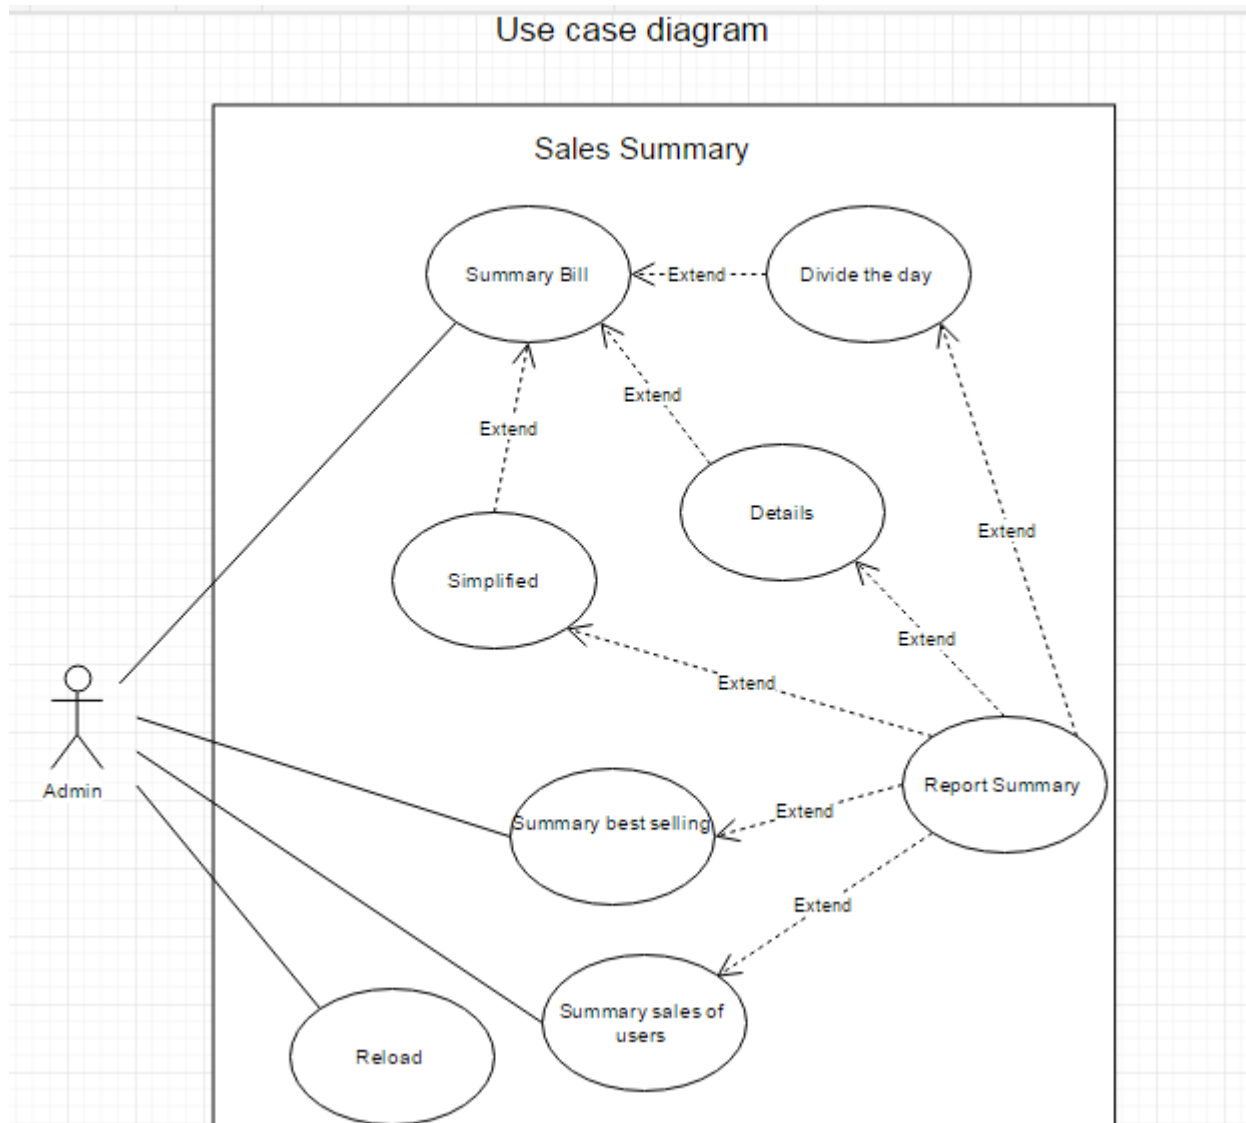 Use case diagram
Sales Summary
Summary Bill
Extend
Divide the day
Extend
Extend
Details
Extend
Simplified
Extend
Extend
Admin
Report Summary
Summary best selling
Extend
Extend
Summary sales of
users
Reload